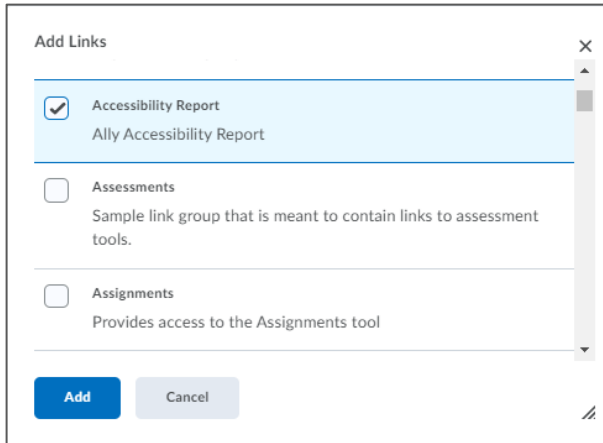 Add Links
Accessibility Report
Ally Accessibility Report
Assessments
Sample link group that is meant to contain links to assessment
tools.
Assignments
Provides access to the Assignments tool
Add
Cancel